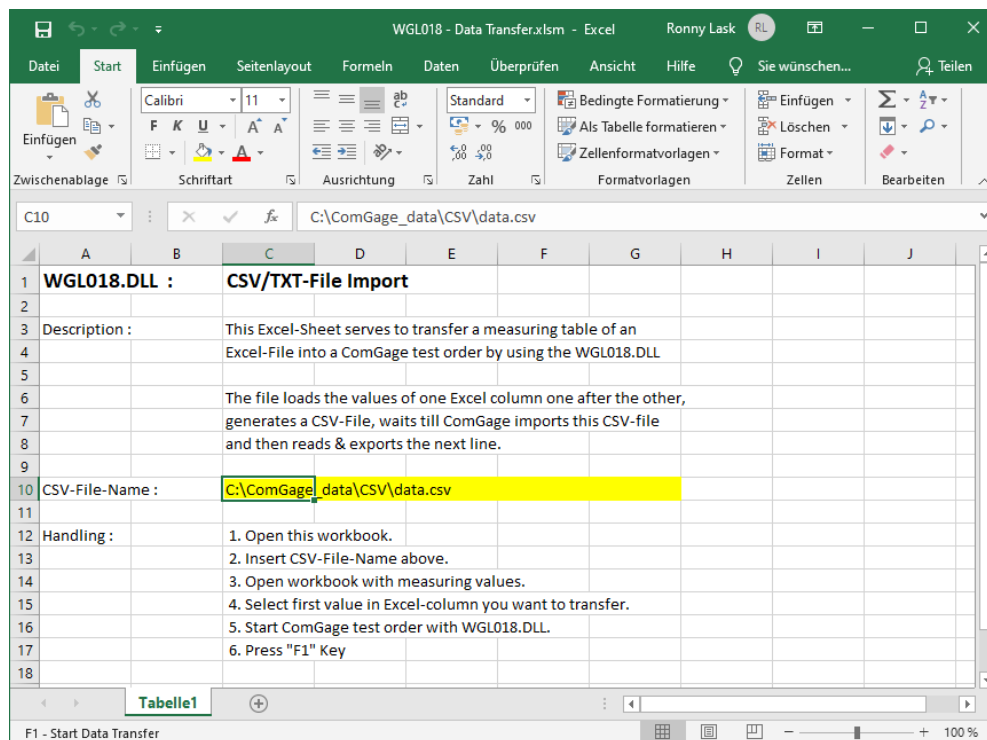 WGL018 - Data Transfer.xlsm - Excel Ronny Lask RL
Datei Start Einfügen Seitenlayout Formeln Daten Überprüfen Ansicht Hilfe Sie wünschen... Teilen
Calibri 11 Standard Bedingte Formatierung Einfügen
Einfügen F K U A A % 000 Als Tabelle formatieren Löschen
A Zellenformatvorlagen Format
Zwischenablage Schriftart Ausrichtung Zahl Formatvorlagen Zellen Bearbeiten
C10 fx C:\ComGage_data\CSV\data.csv
A B C D E F G H I J
1 WGL018.DLL : CSV/TXT-File Import
2
3 Description : This Excel-Sheet serves to transfer a measuring table of an
4 Excel-File into a ComGage test order by using the WGL018.DLL
5
6 The file loads the values of one Excel column one after the other,
7 generates a CSV-File, waits till ComGage imports this CSV-file
8 and then reads & exports the next line.
9
10 CSV-File-Name : C:\ComGage_data\CSV\data.csv
11
12 Handling : 1. Open this workbook.
13 2. Insert CSV-File-Name above.
14 3. Open workbook with measuring values.
15 4. Select first value in Excel-column you want to transfer.
16 5. Start ComGage test order with WGL018.DLL.
17 6. Press "F1" Key
18
Tabelle1
F1 - Start Data Transfer 100 %